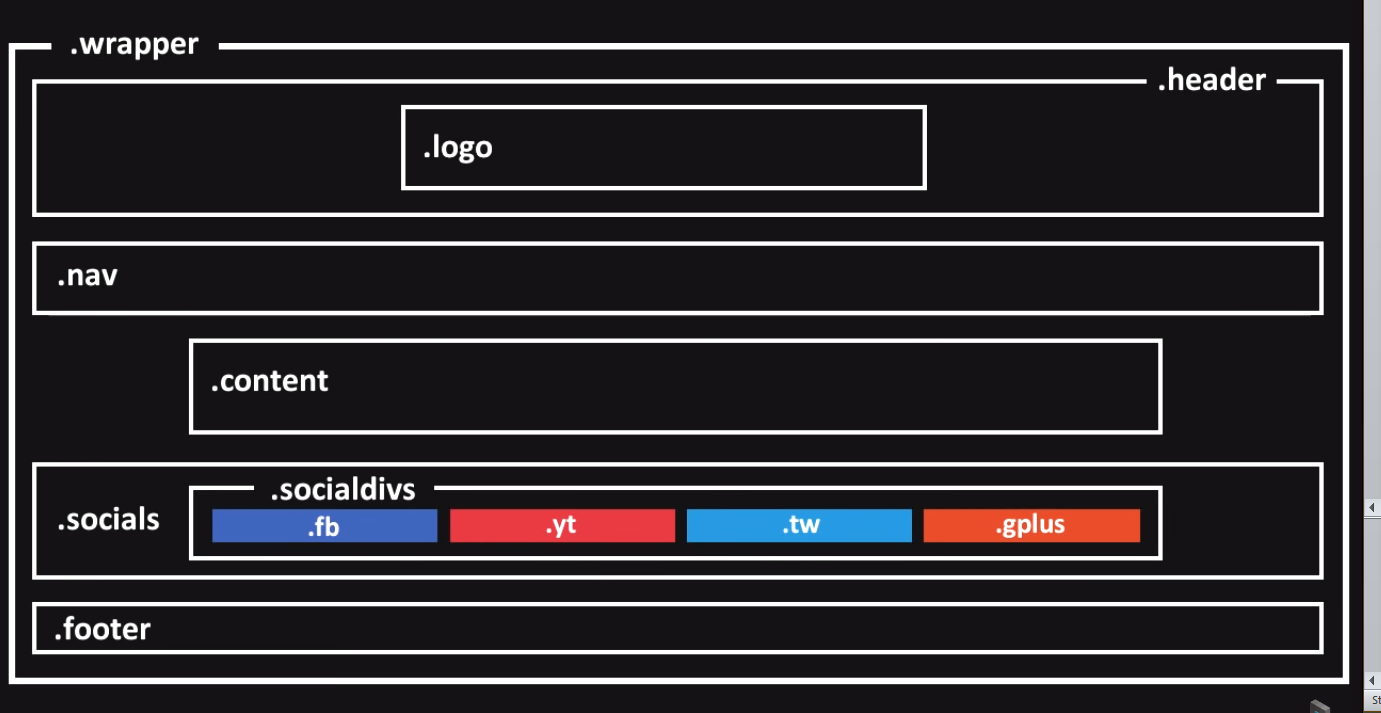 .wrapper
.header
.logo
.nav
.content
.socialdivs
.socials
.fb
.yt
.tw
.gplus
.footer